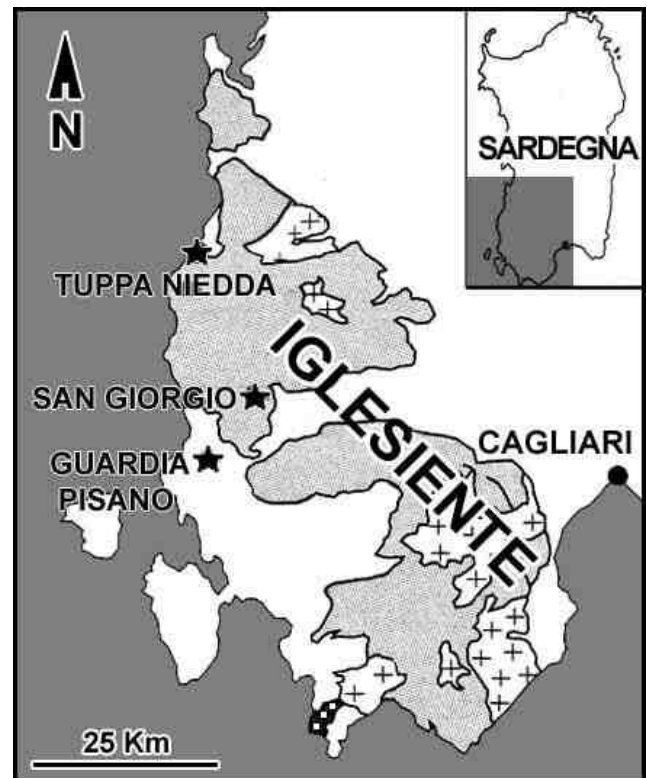 N
SARDEGNA
TUPPA NIEDDA
IGLESIENTE
SAN GIORGIO
CAGLIARI
GUARDIA
PISANO
25 Km